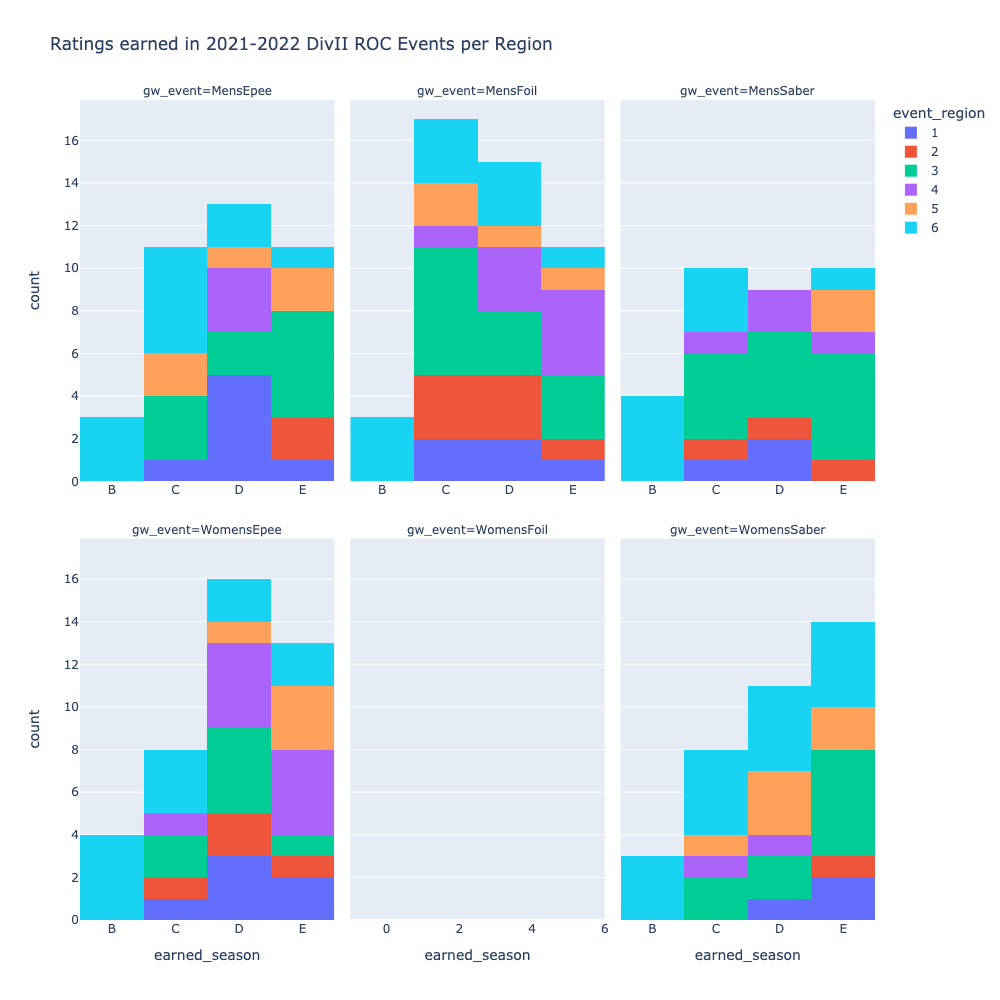 Ratings earned in 2021-2022 DivII ROC Events per Region
gw_event=MensEpee
gw_event=MensFoil
gw_event=MensSaber
event_region
1
2
3
4
5
6
count
16
14
12
10
8
6
4
2
0
B C D E
B C D E
B C D E
gw_event=WomensEpee
gw_event=WomensFoil
gw_event=WomensSaber
count
16
14
12
10
8
6
4
2
0
B C D E
0 2 4 6
B C D E
earned_season
earned_season
earned_season